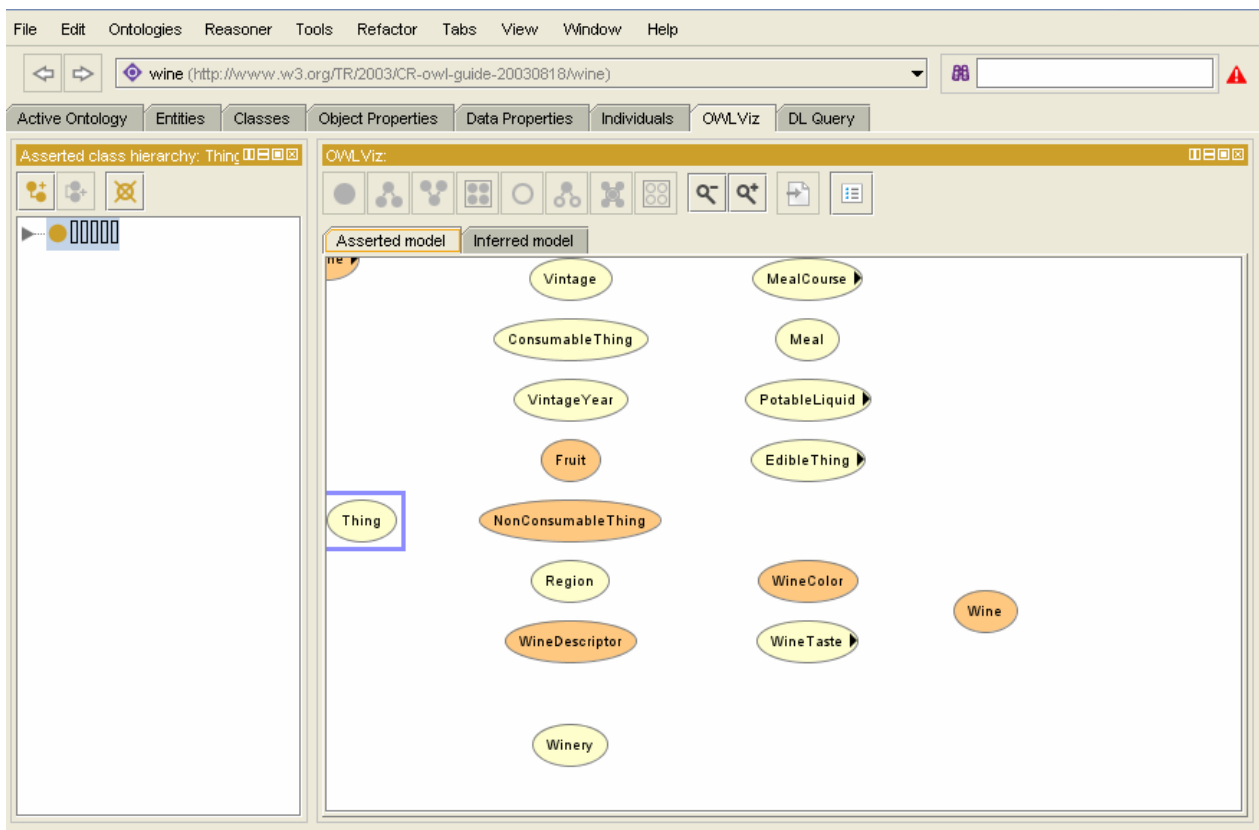 File Edit Ontologies Reasoner Tools Refactor Tabs View Window Help
wine (http://www.w3.org/TR/2003/CR-owl-guide-20030818/wine)
Active Ontology Entities Classes Object Properties Data Properties Individuals OWLViz DL Query
Asserted class hierarchy: Thing
OWLViz:
Asserted model Inferred model
Vintage MealCourse
ConsumableThing Meal
VintageYear PotableLiquid
Fruit EdibleThing
Thing NonConsumableThing
Region WineColor
Wine
WineDescriptor WineTaste
Winery